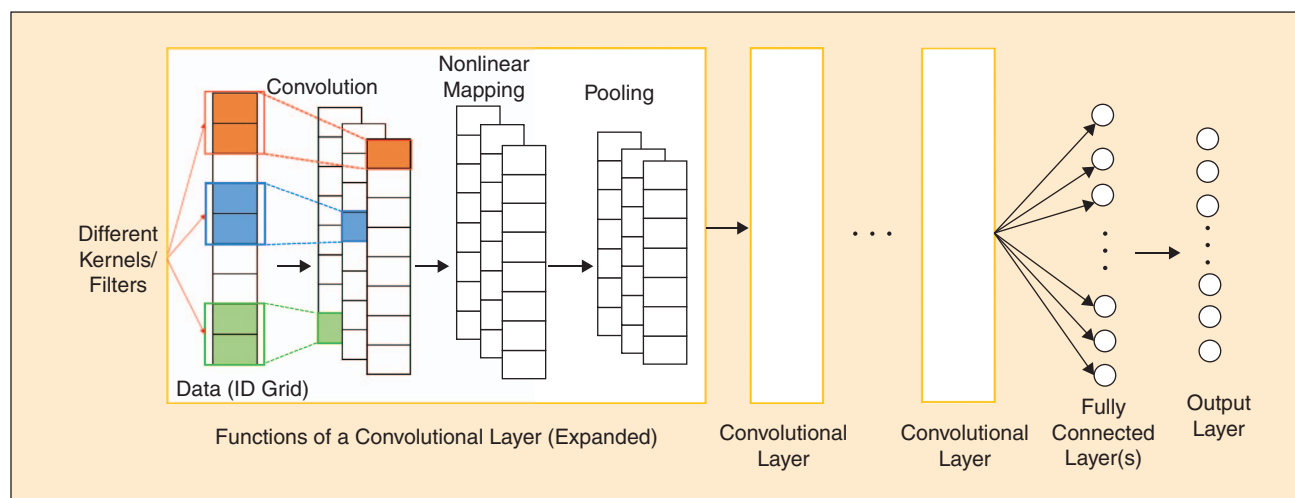 Convolution
Nonlinear
Mapping
Pooling
Different
Kernels/
Filters
Data (ID Grid)
Functions of a Convolutional Layer (Expanded)
Convolutional
Layer
. . .
Convolutional
Layer
Fully
Connected
Layer(s)
Output
Layer